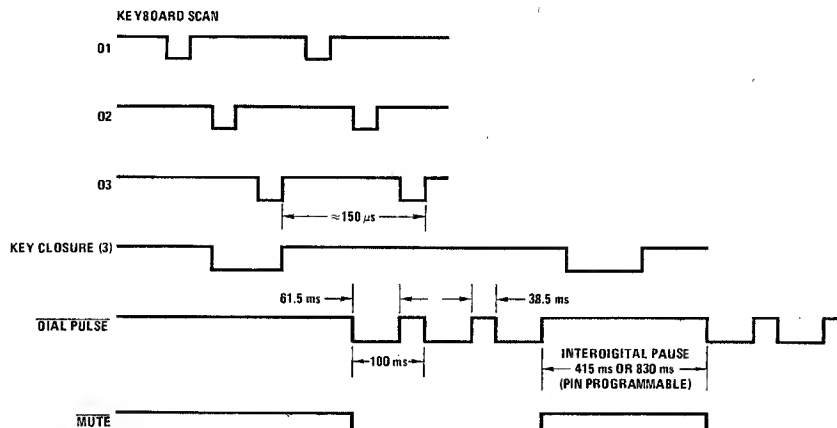 KEYBOARD SCAN
01
02
03
≈150 μs
KEY CLOSURE (3)
61.5 ms
38.5 ms
DIAL PULSE
100 ms
INTERDIGITAL PAUSE
415 ms OR 830 ms
(PIN PROGRAMMABLE)
MUTE